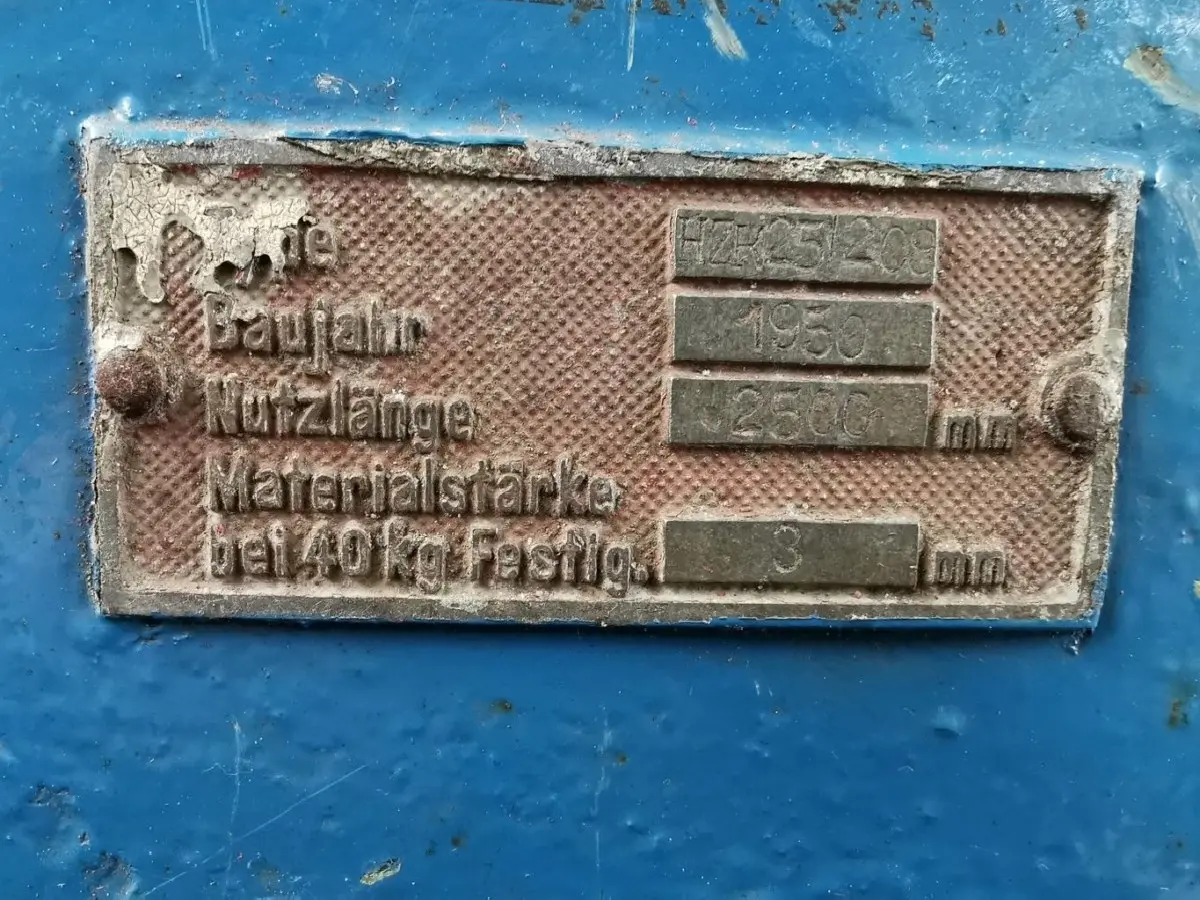 HZK25/208
Baujahr 1950
Nutzlänge 2500 mm
Materialstärke
bei 40 kg Festig. 3 mm